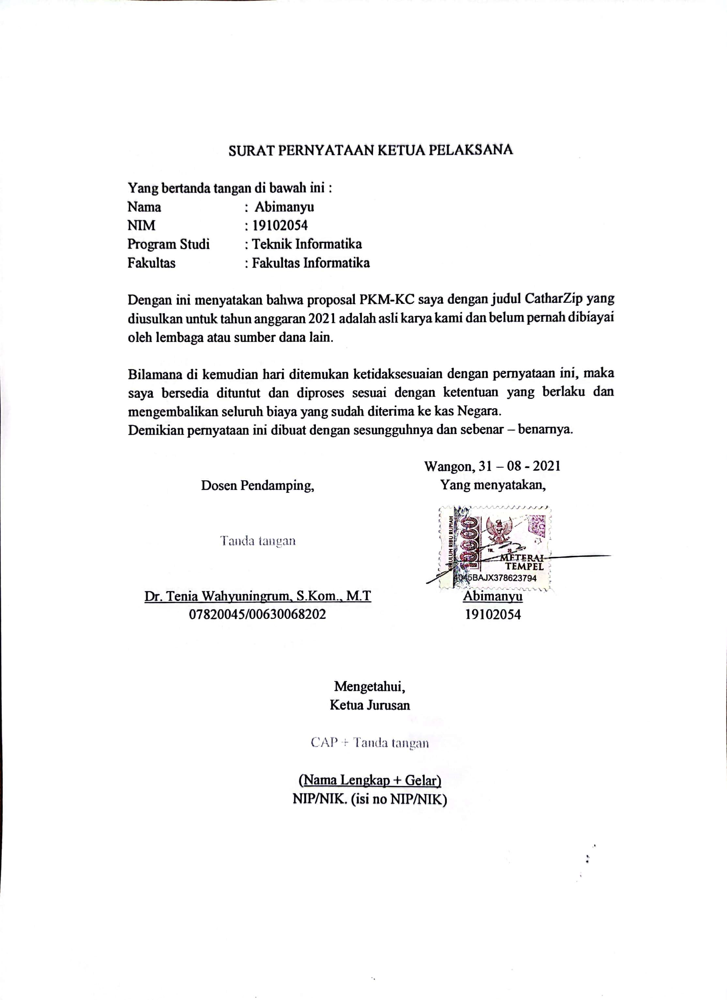 SURAT PERNYATAAN KETUA PELAKSANA
Yang bertanda tangan di bawah ini :
Nama : Abimanyu
NIM : 19102054
Program Studi : Teknik Informatika
Fakultas : Fakultas Informatika
Dengan ini menyatakan bahwa proposal PKM-KC saya dengan judul CatharZip yang
diusulkan untuk tahun anggaran 2021 adalah asli karya kami dan belum pernah dibiayai
oleh lembaga atau sumber dana lain.
Bilamana di kemudian hari ditemukan ketidaksesuaian dengan pernyataan ini, maka
saya bersedia dituntut dan diproses sesuai dengan ketentuan yang berlaku dan
mengembalikan seluruh biaya yang sudah diterima ke kas Negara.
Demikian pernyataan ini dibuat dengan sesungguhnya dan sebenar – benarnya.
Wangon, 31 – 08 - 2021
Dosen Pendamping, Yang menyatakan,
RIBU RUPIAH
10000
TGL. 20
METERAI
TEMPEL
BAJX378623794
Tanda tangan
Dr. Tenia Wahyuningrum, S.Kom., M.T Abimanyu
07820045/00630068202 19102054
Mengetahui,
Ketua Jurusan
CAP + Tanda tangan
(Nama Lengkap + Gelar)
NIP/NIK. (isi no NIP/NIK)